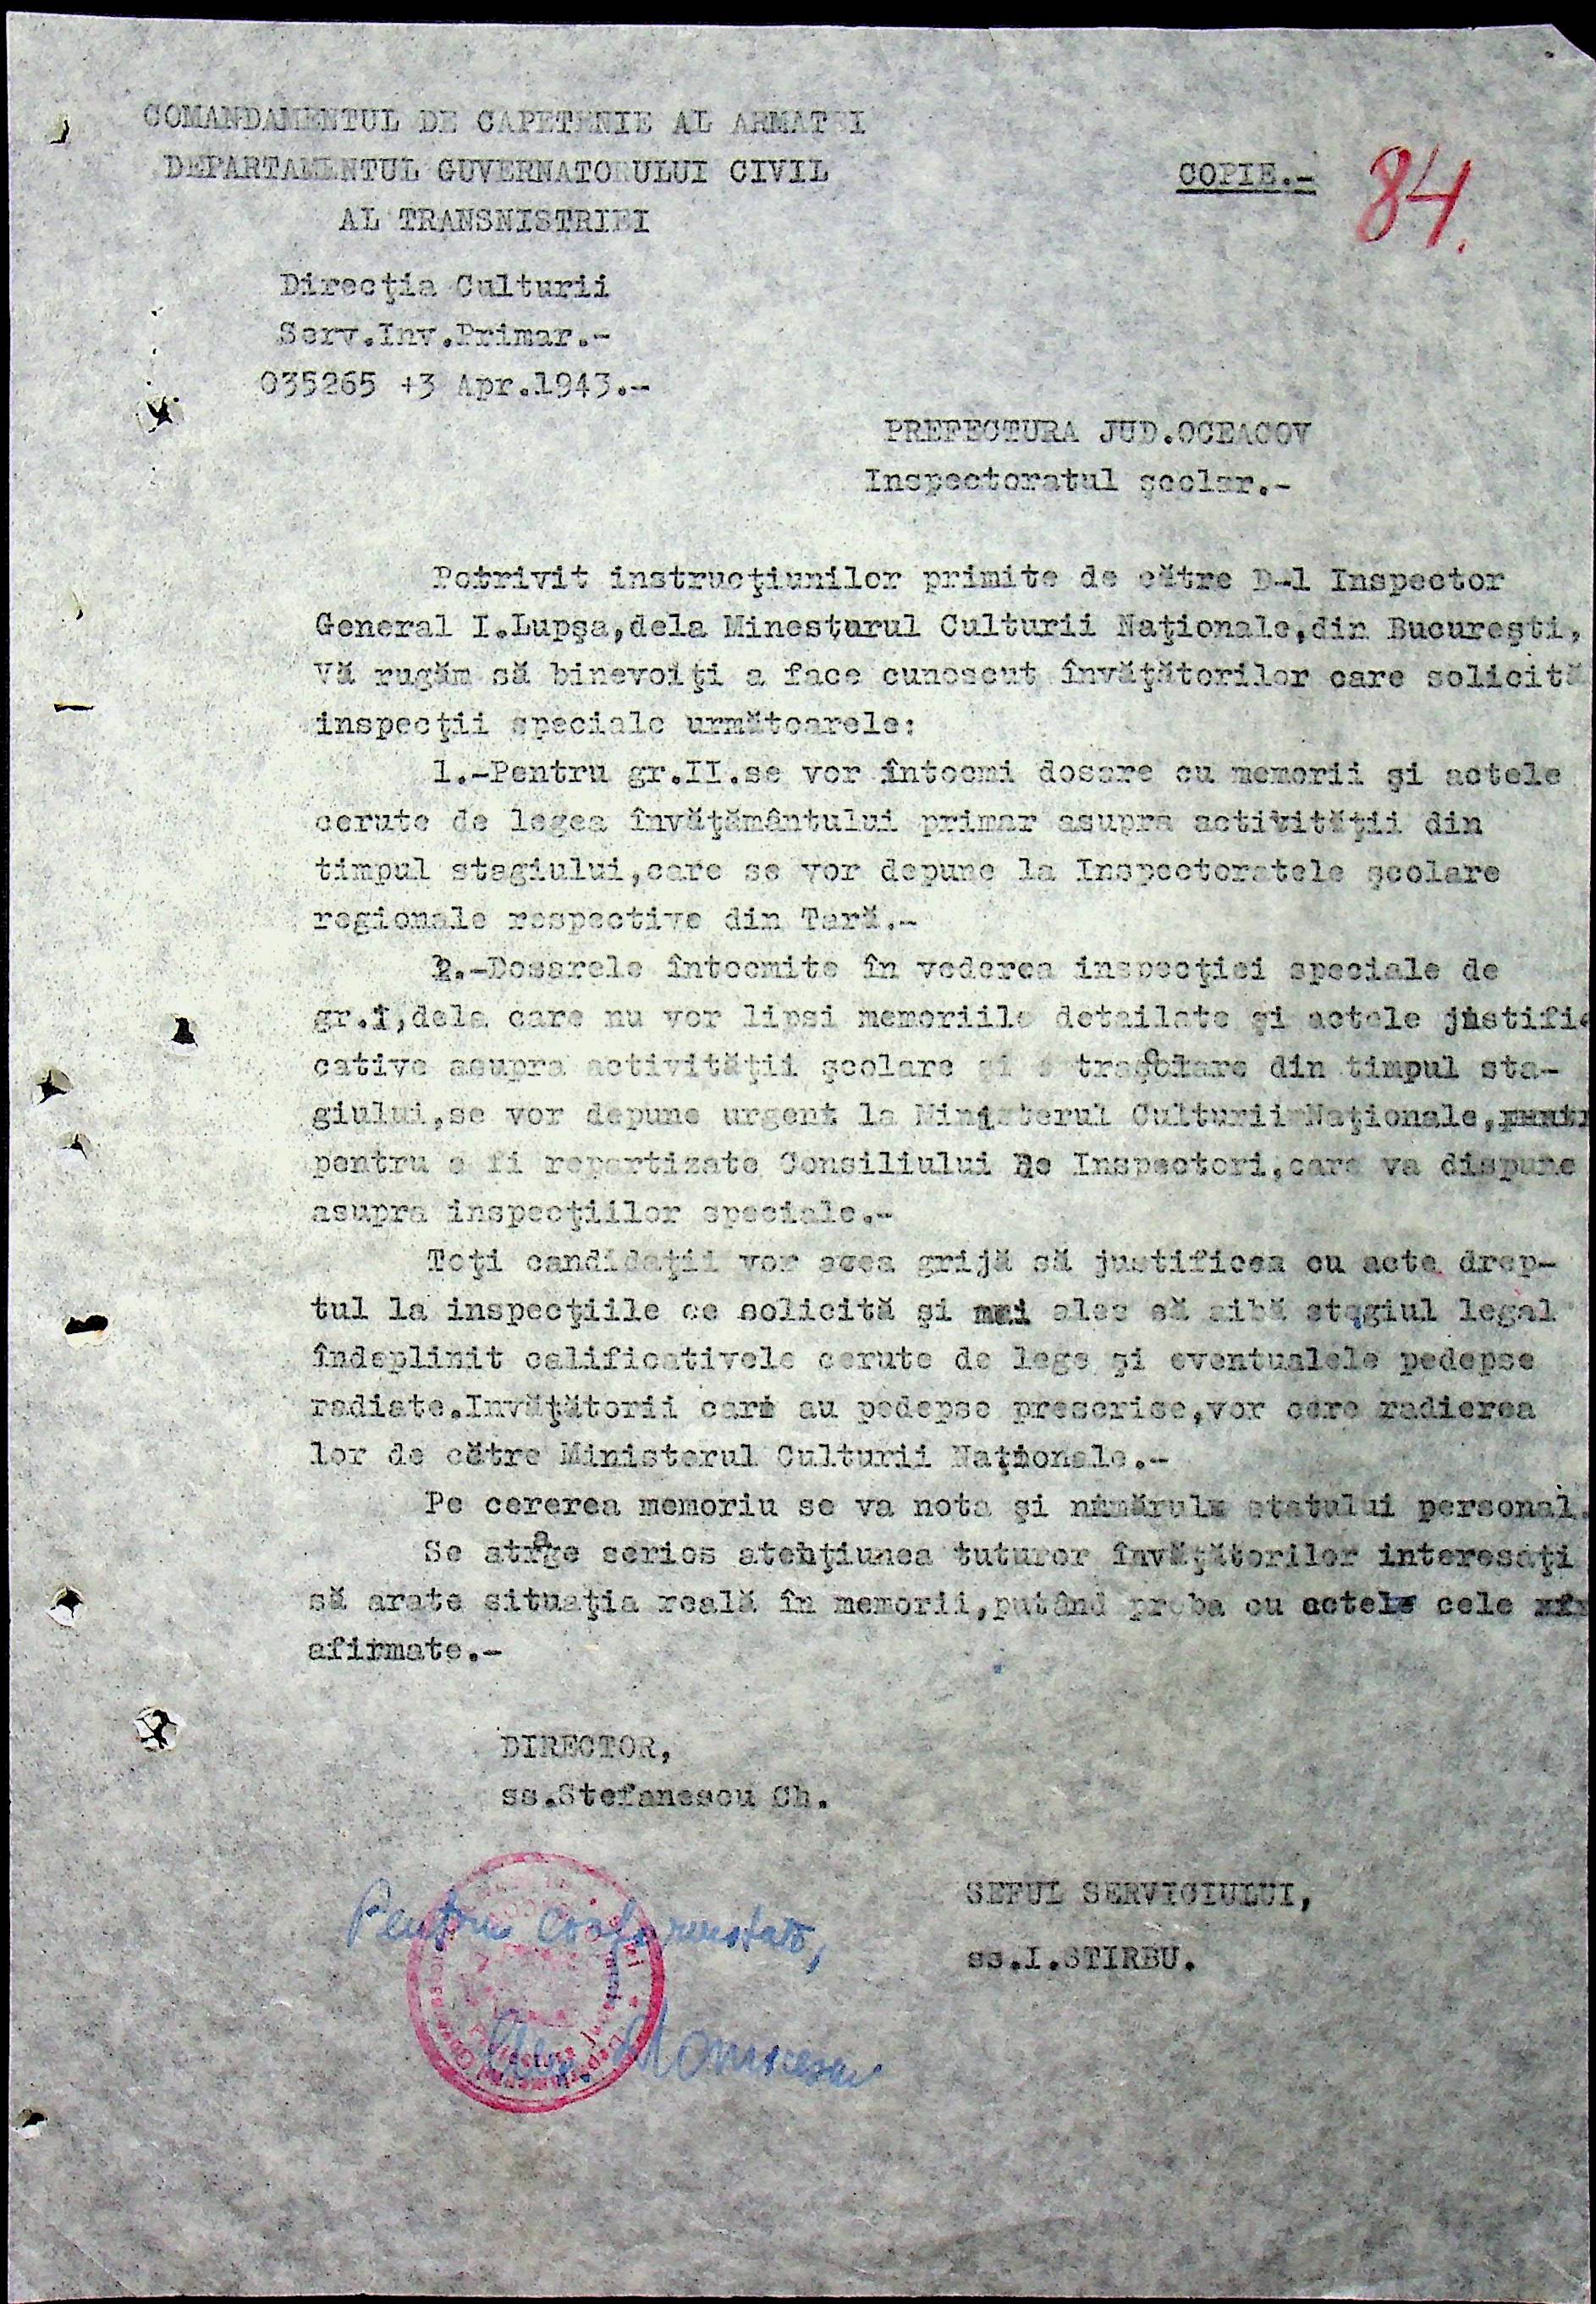 COMANDAMENTUL DE CAPETENIE AL ARMATEI
DEPARTAMENTUL GUVERNATORULUI CIVIL
AL TRANSNISTRIEI
COPIE.-
84.
Direcţia Culturii
Serv.Inv.Primar.-
035265 +3 Apr.1943.-
PREFECTURA JUD.OCEACOV
Inspectoratul şcolar.-
Potrivit instrucţiunilor primite de către D-l Inspector
General I.Lupşa,dela Minesturul Culturii Naţionale,din Bucureşti,
Vă rugăm să binevoiţi a face cunoscut învăţătorilor care solicită
inspecţii speciale următoarele:
1.-Pentru gr.II.se vor întocmi dosare cu memorii şi actele
cerute de legea învăţământului primar asupra activităţii din
timpul stagiului,care se vor depune la Inspectoratele şcolare
regionale respective din Tară.-
2.-Dosarele întocmite în vederea inspecţiei speciale de
gr.I,dela care nu vor lipsi memoriile detailate şi actele justifi-
cative asupra activităţii şcolare şi din timpul sta-
giului,se vor depune urgent la Ministerul Culturii Naţionale,
pentru a fi repartizate Consiliului De Inspectori,care va dispune
asupra inspecţiilor speciale.-
Toţi candidaţii vor avea grijă să justificea cu acte drep-
tul la inspecţiile ce solicită şi mai ales să aibă stagiul legal
îndeplinit calificativele cerute de lege şi eventualele pedepse
radiate.Invăţătorii cari au pedepse prescrise,vor cere radierea
lor de către Ministerul Culturii Naţionale.-
Pe cererea memoriu se va nota şi numărul statului personal.
Se atrage serios atenţiunea tuturor învăţătorilor interesaţi
să arate situaţia reală în memorii,putând proba cu actele cele
afirmate.-
DIRECTOR,
ss.Stefanescu Ch.
SEFUL SERVICIULUI,
ss.I.STIRBU.
Pentru conformitate,